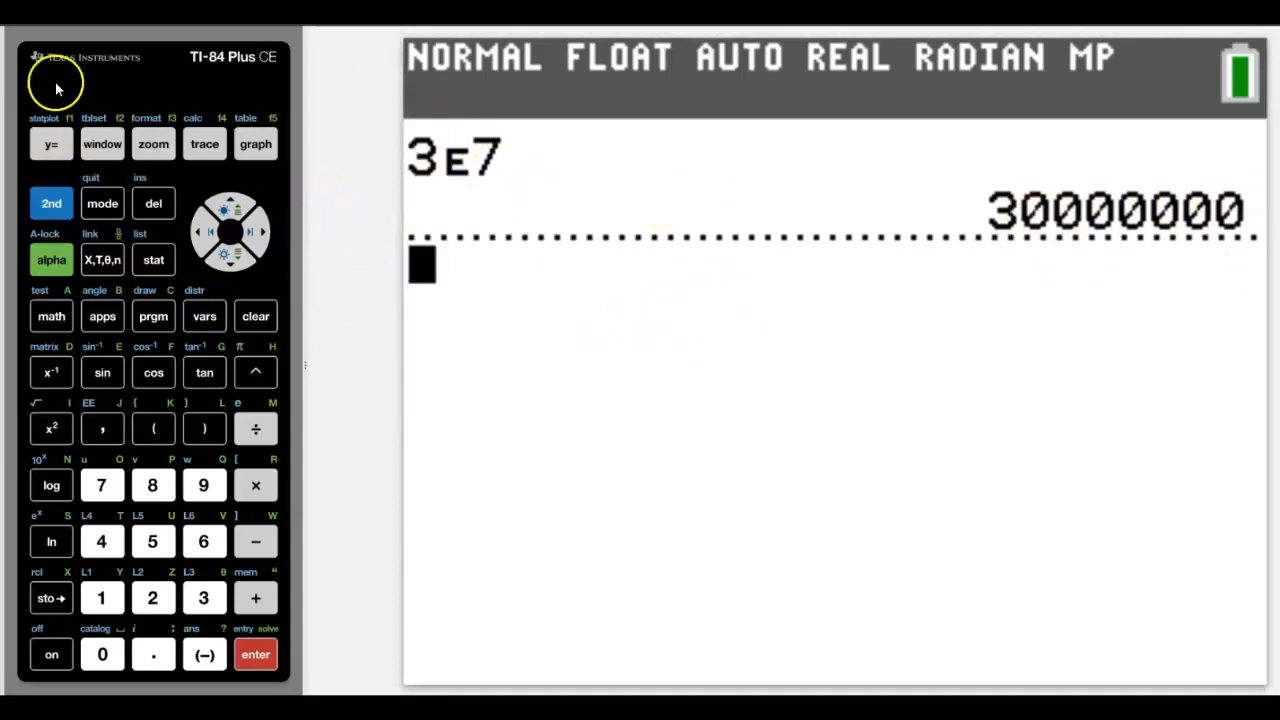 TEXAS INSTRUMENTS TI-84 Plus CE
NORMAL FLOAT AUTO REAL RADIAN MP
3ᴇ7
30000000
statplot f1 tblset f2 format f3 calc f4 table f5
y= window zoom trace graph
quit ins
2nd mode del
A-lock link list
alpha X,T,θ,n stat
test A angle B draw C distr
math apps prgm vars clear
matrix D sin⁻¹ E cos⁻¹ F tan⁻¹ G π H
x⁻¹ sin cos tan ^
√ I EE J { K } L e M
x² , ( ) ÷
10ˣ N u O v P w Q [ R
log 7 8 9 ×
eˣ S L4 T L5 U L6 V ] W
ln 4 5 6 −
rcl X L1 Y L2 Z L3 θ mem "
sto→ 1 2 3 +
off catalog ⎵ i : ans ? entry solve
on 0 . (−) enter